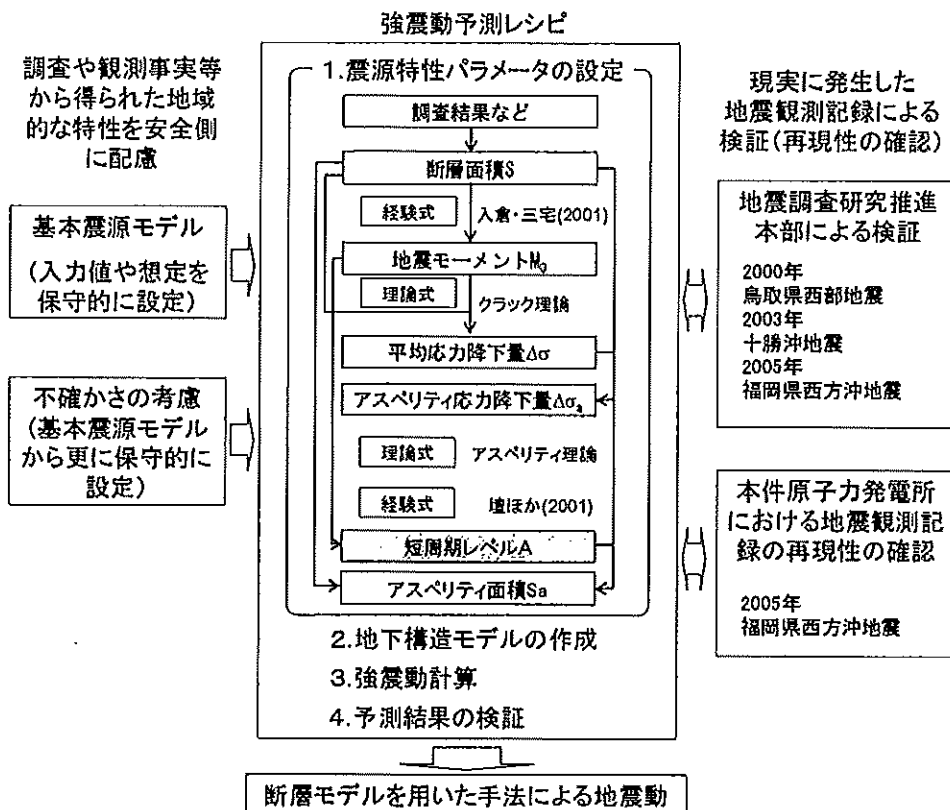 強震動予測レシピ
調査や観測事実等
から得られた地域
的な特性を安全側
に配慮
基本震源モデル
(入力値や想定を
保守的に設定)
不確かさの考慮
(基本震源モデル
から更に保守的に
設定)
1.震源特性パラメータの設定
調査結果など
断層面積S
経験式
入倉・三宅(2001)
地震モーメントM₀
理論式
クラック理論
平均応力降下量Δσ
アスペリティ応力降下量Δσₐ
理論式
アスペリティ理論
経験式
壇ほか(2001)
短周期レベルA
アスペリティ面積Sa
2.地下構造モデルの作成
3.強震動計算
4.予測結果の検証
現実に発生した
地震観測記録による
検証(再現性の確認)
地震調査研究推進
本部による検証
2000年
鳥取県西部地震
2003年
十勝沖地震
2005年
福岡県西方沖地震
本件原子力発電所
における地震観測記
録の再現性の確認
2005年
福岡県西方沖地震
断層モデルを用いた手法による地震動